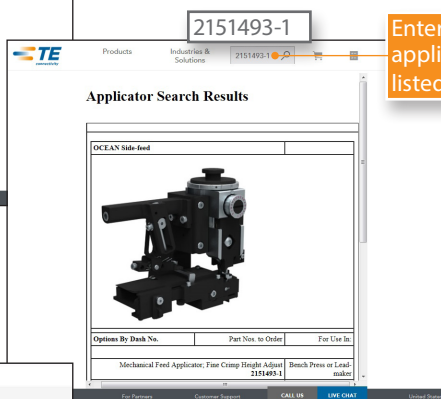 2151493-1
Enter
applic
listed
TE
connectivity
Products
Industries &
Solutions
2151493-1
Applicator Search Results
OCEAN Side-feed
Options By Dash No.
Part Nos. to Order
For Use In:
Mechanical Feed Applicator; Fine Crimp Height Adjust
2151493-1
Bench Press or Lead-
maker
For Partners
Customer Support
CALL US
LIVE CHAT
United States